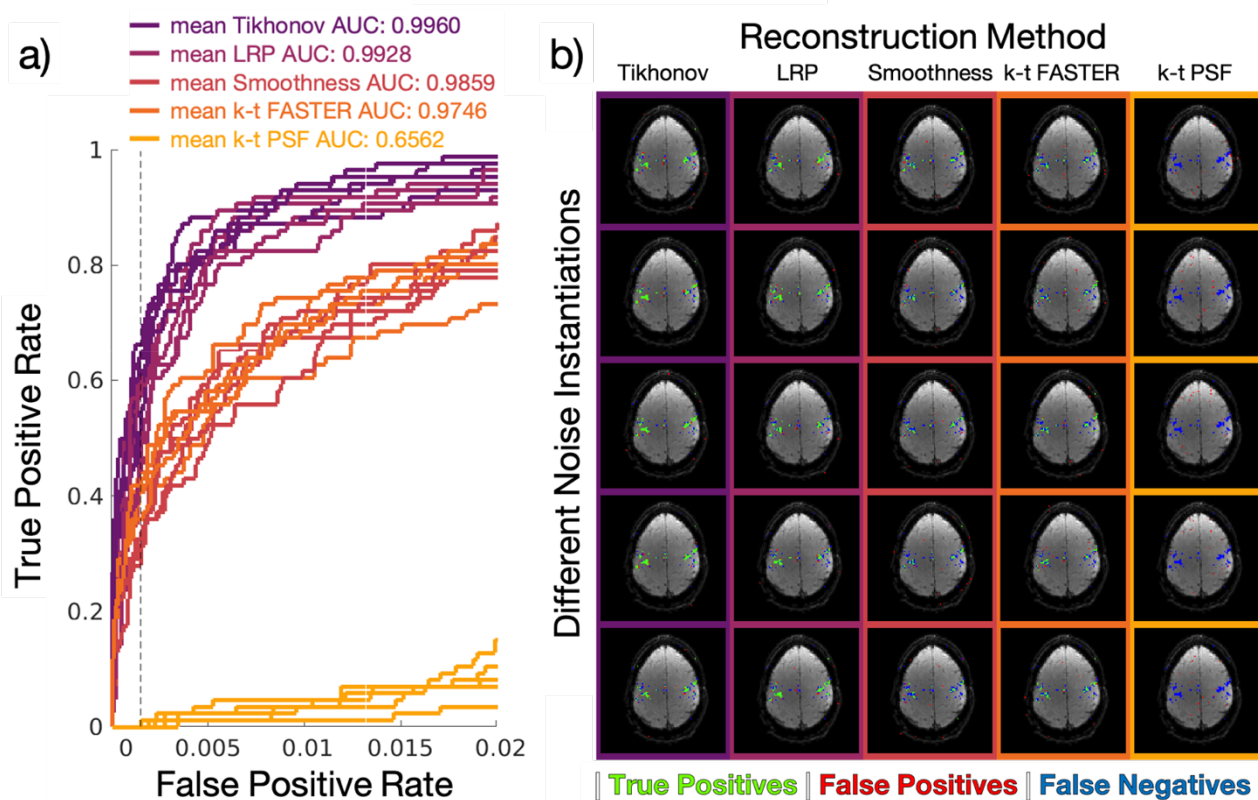 a)
mean Tikhonov AUC: 0.9960
mean LRP AUC: 0.9928
mean Smoothness AUC: 0.9859
mean k-t FASTER AUC: 0.9746
mean k-t PSF AUC: 0.6562
True Positive Rate
1
0.8
0.6
0.4
0.2
0
0
0.005
0.01
0.015
0.02
False Positive Rate
b)
Reconstruction Method
Tikhonov
LRP
Smoothness
k-t FASTER
k-t PSF
Different Noise Instantiations
True Positives
False Positives
False Negatives